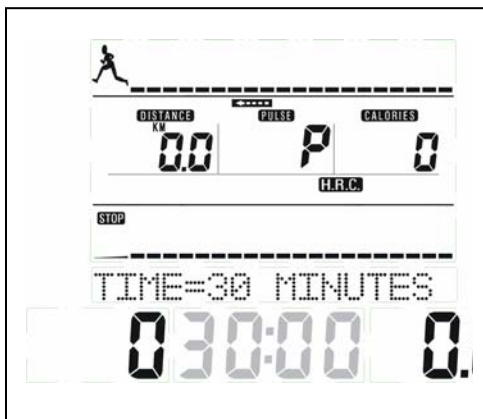 DISTANCE PULSE CALORIES
KM
0.0 P 0
H.R.C.
STOP
TIME=30 MINUTES
0 30:00 0.